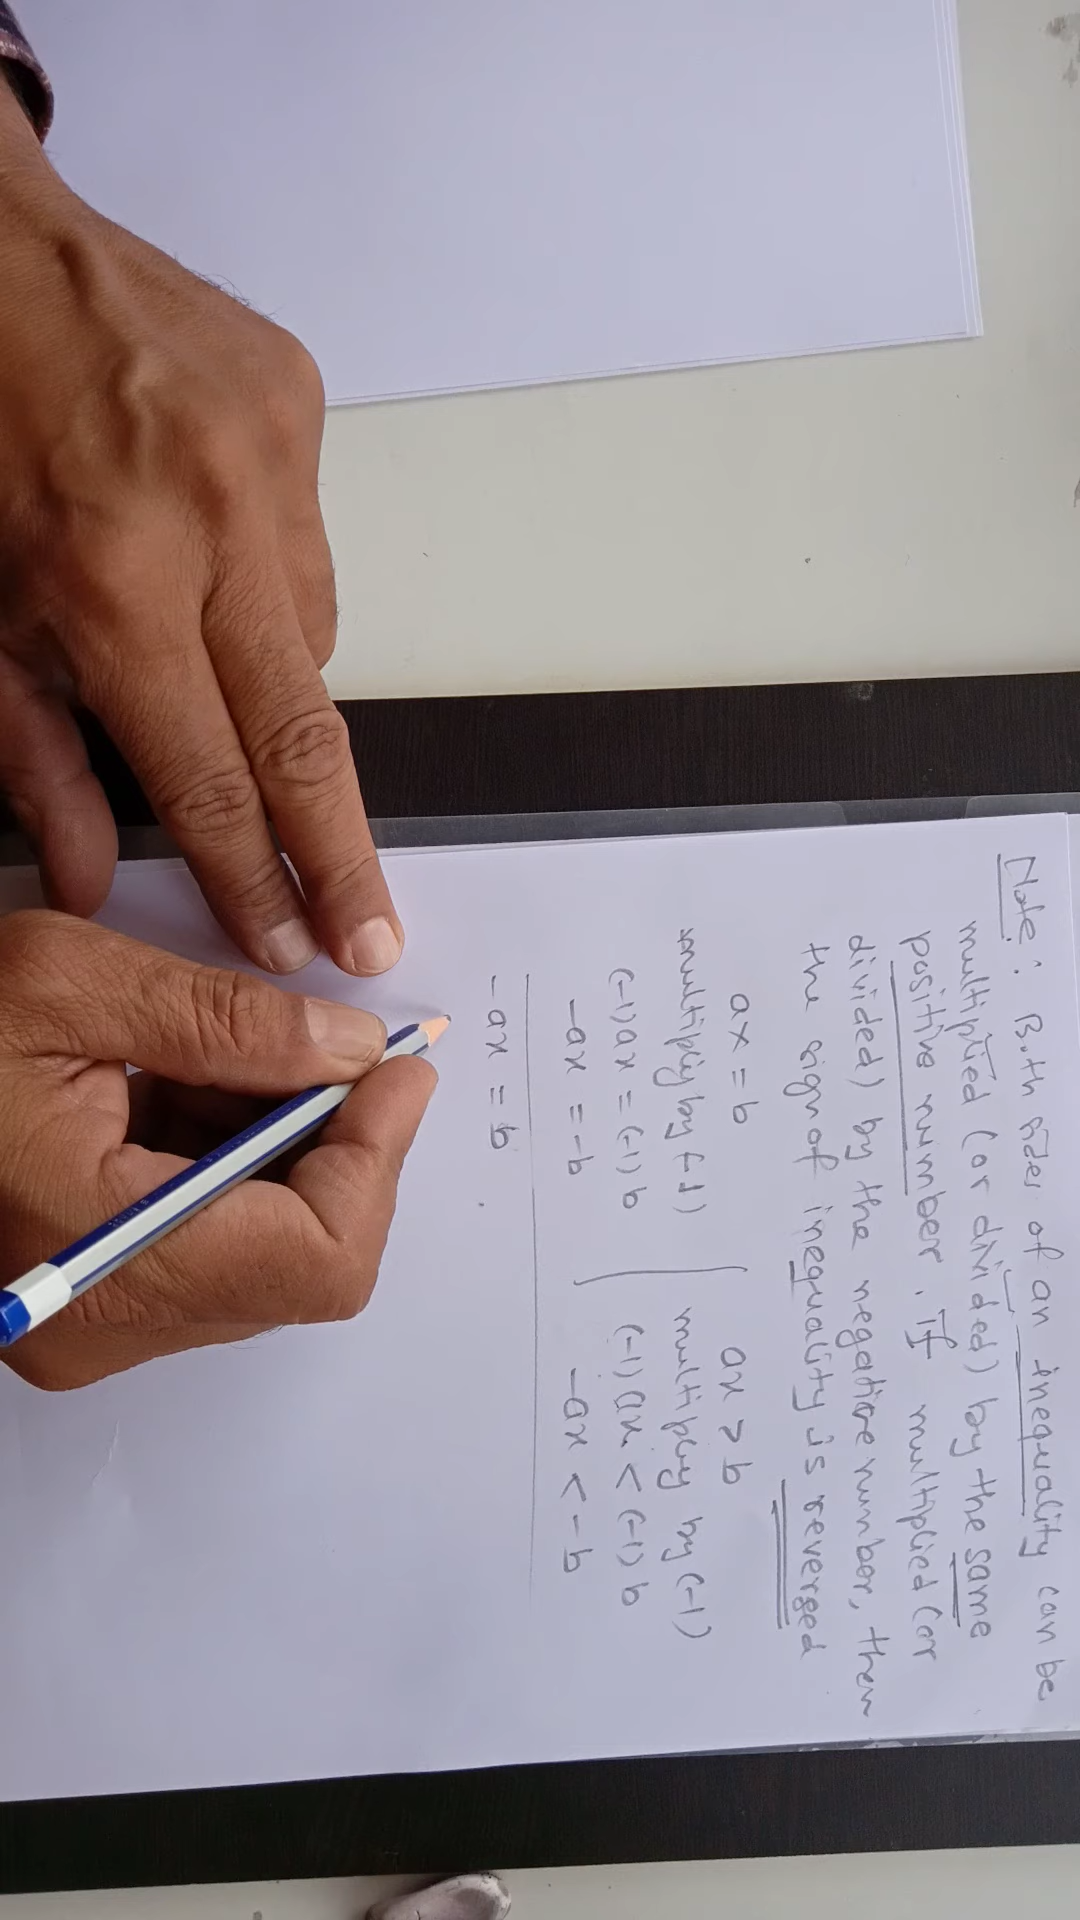 Note: Both sides of an inequality can be
multiplied (or divided) by the same
positive number. If multiplied (or
divided) by the negative number, then
the sign of inequality is reverged
ax = b
ax > b
multiply by (-1)
multiply by (-1)
(-1)ax = (-1) b
(-1) ax < (-1) b
-ax = -b
-ax < -b
-ax = b